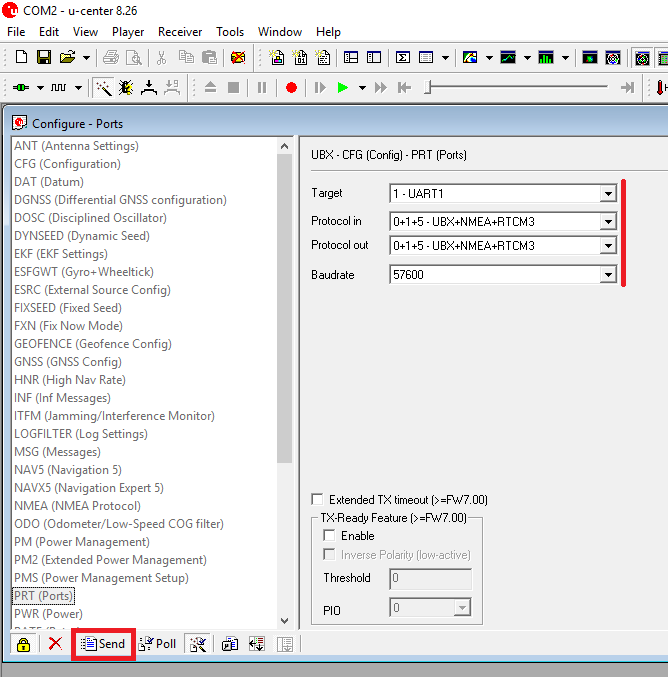 COM2 - u-center 8.26
File Edit View Player Receiver Tools Window Help
Configure - Ports
ANT (Antenna Settings)
CFG (Configuration)
DAT (Datum)
DGNSS (Differential GNSS configuration)
DOSC (Disciplined Oscillator)
DYNSEED (Dynamic Seed)
EKF (EKF Settings)
ESFGWT (Gyro+Wheeltick)
ESRC (External Source Config)
FIXSEED (Fixed Seed)
FXN (Fix Now Mode)
GEOFENCE (Geofence Config)
GNSS (GNSS Config)
HNR (High Nav Rate)
INF (Inf Messages)
ITFM (Jamming/Interference Monitor)
LOGFILTER (Log Settings)
MSG (Messages)
NAV5 (Navigation 5)
NAVX5 (Navigation Expert 5)
NMEA (NMEA Protocol)
ODO (Odometer/Low-Speed COG filter)
PM (Power Management)
PM2 (Extended Power Management)
PMS (Power Management Setup)
PRT (Ports)
PWR (Power)
UBX - CFG (Config) - PRT (Ports)
Target 1 - UART1
Protocol in 0+1+5 - UBX+NMEA+RTCM3
Protocol out 0+1+5 - UBX+NMEA+RTCM3
Baudrate 57600
Extended TX timeout (>=FW7.00)
TX-Ready Feature (>=FW7.00)
Enable
Inverse Polarity (low-active)
Threshold 0
PIO 0
Send Poll